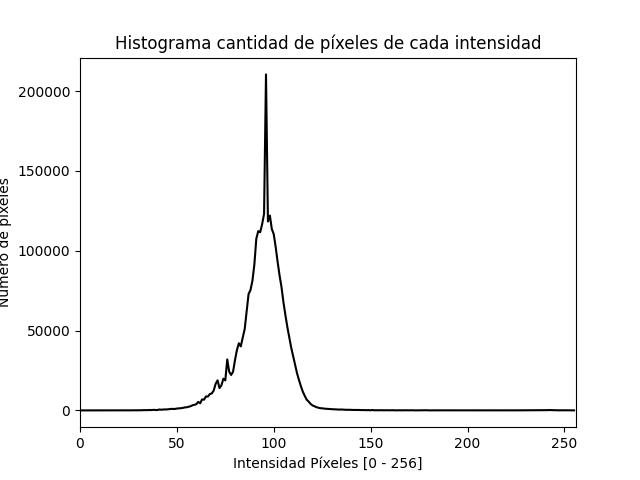 Histograma cantidad de píxeles de cada intensidad
200000
150000
100000
50000
0
Número de píxeles
0 50 100 150 200 250
Intensidad Píxeles [0 - 256]